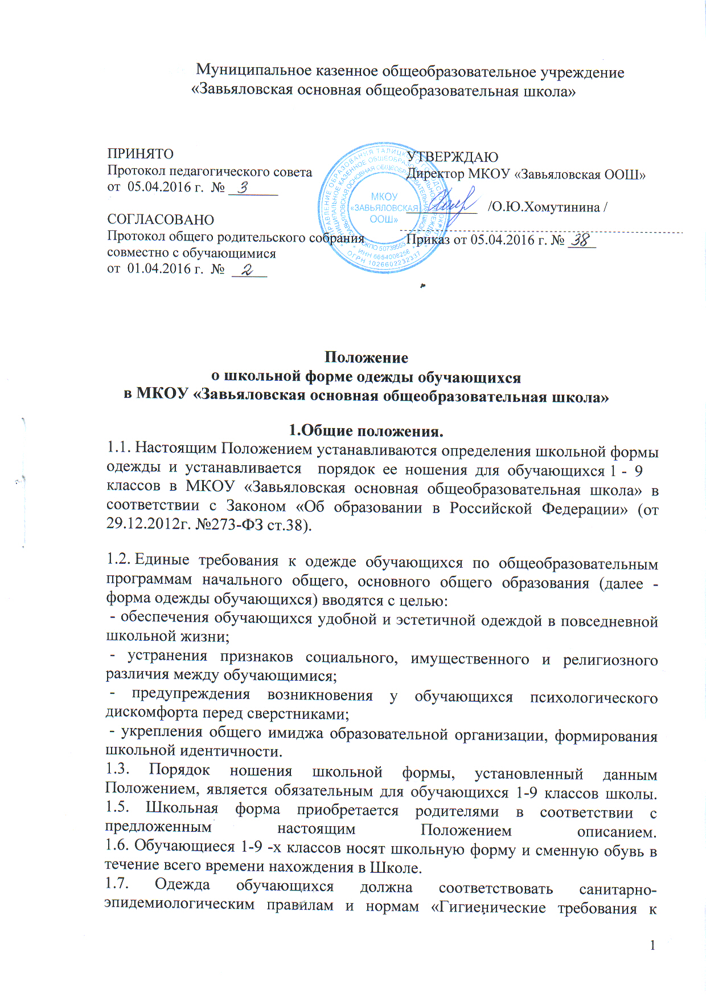 Муниципальное казенное общеобразовательное учреждение
«Завьяловская основная общеобразовательная школа»
ПРИНЯТО
Протокол педагогического совета
от 05.04.2016 г. № 3
СОГЛАСОВАНО
Протокол общего родительского собрания
совместно с обучающимися
от 01.04.2016 г. № 2
УТВЕРЖДАЮ
Директор МКОУ «Завьяловская ООШ»
/О.Ю.Хомутинина /
Приказ от 05.04.2016 г. № 38
МКОУ
«ЗАВЬЯЛОВСКАЯ
ООШ»
ОКПО 50739555
ИНН 6654008256
ОГРН 1026602232337
Положение
о школьной форме одежды обучающихся
в МКОУ «Завьяловская основная общеобразовательная школа»
1.Общие положения.
1.1. Настоящим Положением устанавливаются определения школьной формы
одежды и устанавливается порядок ее ношения для обучающихся 1 - 9
классов в МКОУ «Завьяловская основная общеобразовательная школа» в
соответствии с Законом «Об образовании в Российской Федерации» (от
29.12.2012г. №273-ФЗ ст.38).
1.2. Единые требования к одежде обучающихся по общеобразовательным
программам начального общего, основного общего образования (далее -
форма одежды обучающихся) вводятся с целью:
- обеспечения обучающихся удобной и эстетичной одеждой в повседневной
школьной жизни;
- устранения признаков социального, имущественного и религиозного
различия между обучающимися;
- предупреждения возникновения у обучающихся психологического
дискомфорта перед сверстниками;
- укрепления общего имиджа образовательной организации, формирования
школьной идентичности.
1.3. Порядок ношения школьной формы, установленный данным
Положением, является обязательным для обучающихся 1-9 классов школы.
1.5. Школьная форма приобретается родителями в соответствии с
предложенным настоящим Положением описанием.
1.6. Обучающиеся 1-9 -х классов носят школьную форму и сменную обувь в
течение всего времени нахождения в Школе.
1.7. Одежда обучающихся должна соответствовать санитарно-
эпидемиологическим правилам и нормам «Гигиенические требования к
1